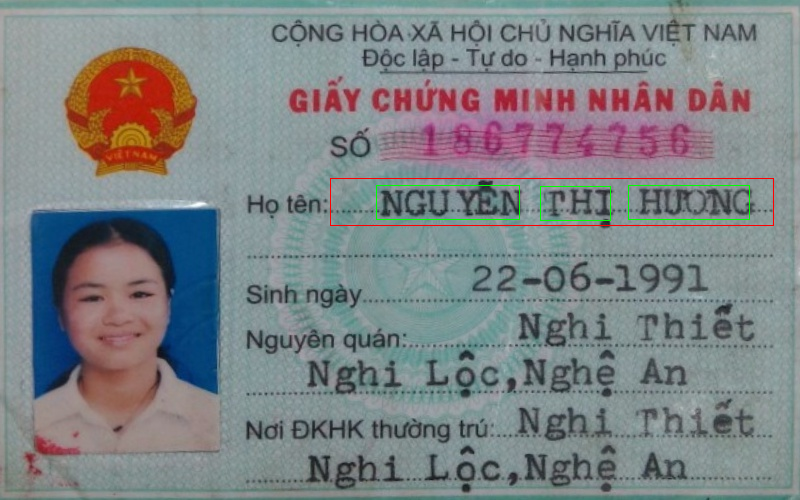 CỘNG HÒA XÃ HỘI CHỦ NGHĨA VIỆT NAM
Độc lập - Tự do - Hạnh phúc
GIẤY CHỨNG MINH NHÂN DÂN
SỐ 186774756
Họ tên: NGUYỄN THỊ HƯƠNG
Sinh ngày 22-06-1991
Nguyên quán: Nghi Thiết
Nghi Lộc,Nghệ An
Nơi ĐKHK thường trú: Nghi Thiết
Nghi Lộc,Nghệ An
VIỆT NAM